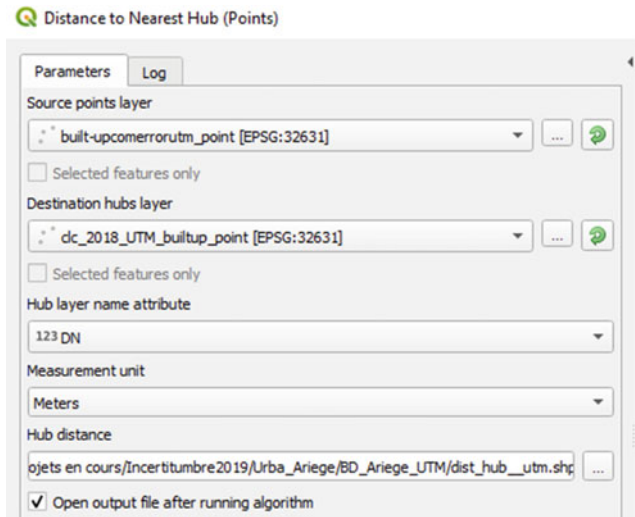 Distance to Nearest Hub (Points)
Parameters Log
Source points layer
built-upcomerrorutm_point [EPSG:32631]
...
Selected features only
Destination hubs layer
clc_2018_UTM_builtup_point [EPSG:32631]
...
Selected features only
Hub layer name attribute
123 DN
Measurement unit
Meters
Hub distance
ojets en cours/Incertitumbre2019/Urba_Ariege/BD_Ariege_UTM/dist_hub__utm.shp
...
Open output file after running algorithm